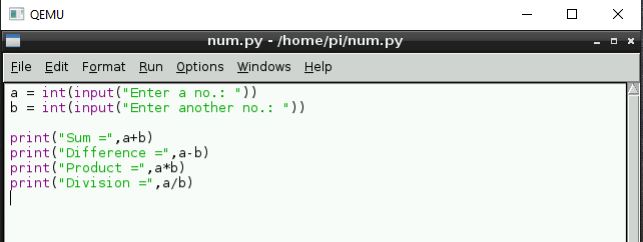 QEMU
num.py - /home/pi/num.py
File Edit Format Run Options Windows Help
a = int(input("Enter a no.: "))
b = int(input("Enter another no.: "))
print("Sum =",a+b)
print("Difference =",a-b)
print("Product =",a*b)
print("Division =",a/b)